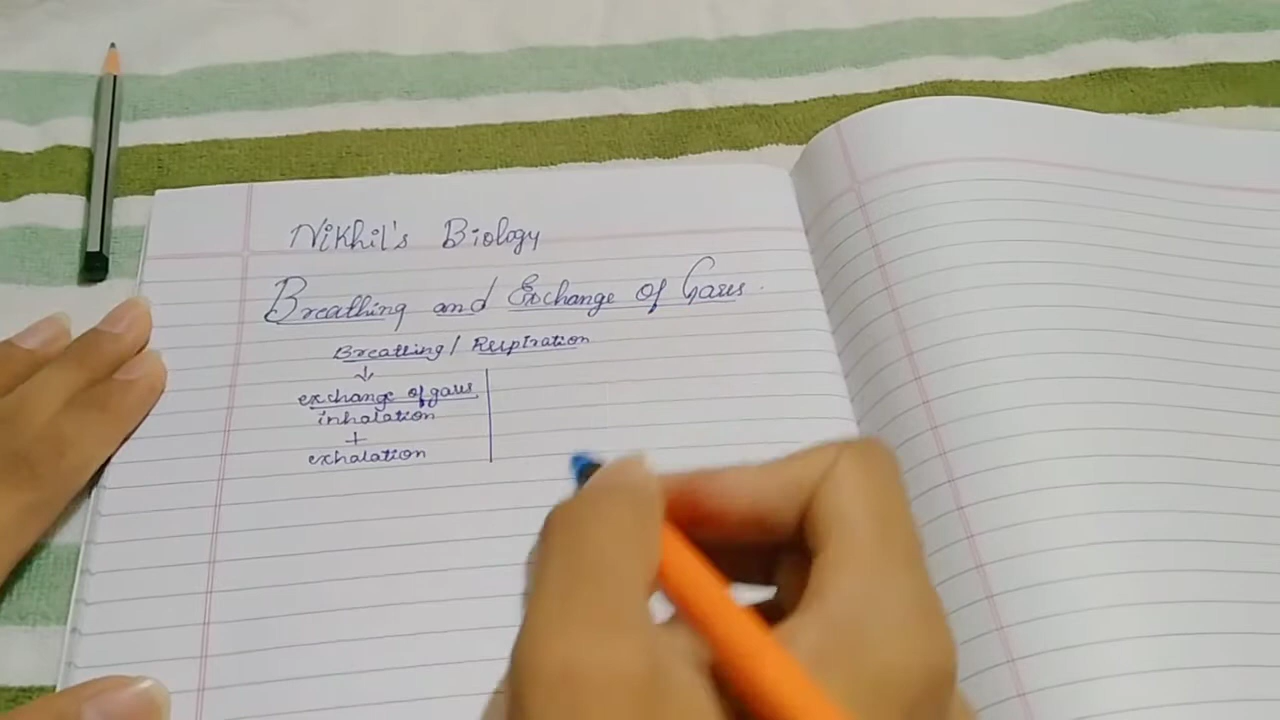 Nikhil's Biology
Breathing and Exchange of Gases.
Breathing / Respiration
↓
exchange of gases
inhalation
+
exhalation